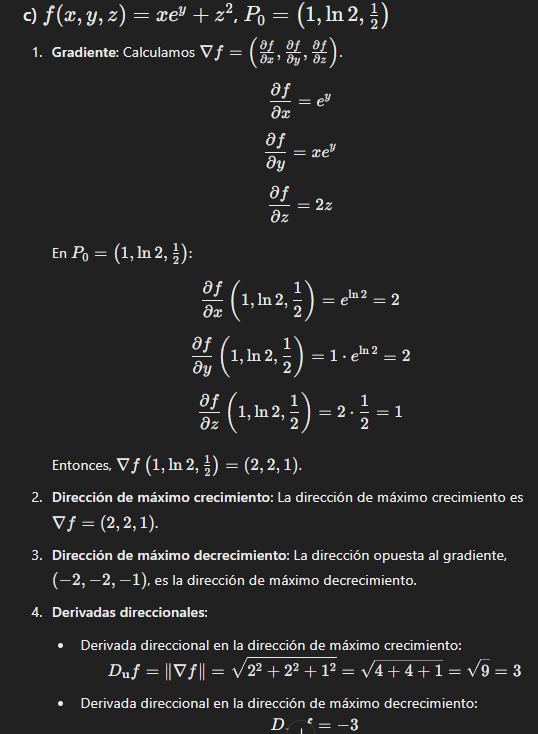 c) f(x, y, z) = xe^y + z^2, P_0 = (1, ln 2, 1/2)
1. Gradiente: Calculamos ∇f = (∂f/∂x, ∂f/∂y, ∂f/∂z).
∂f/∂x = e^y
∂f/∂y = xe^y
∂f/∂z = 2z
En P_0 = (1, ln 2, 1/2):
∂f/∂x (1, ln 2, 1/2) = e^{ln 2} = 2
∂f/∂y (1, ln 2, 1/2) = 1 · e^{ln 2} = 2
∂f/∂z (1, ln 2, 1/2) = 2 · 1/2 = 1
Entonces, ∇f (1, ln 2, 1/2) = (2, 2, 1).
2. Dirección de máximo crecimiento: La dirección de máximo crecimiento es
∇f = (2, 2, 1).
3. Dirección de máximo decrecimiento: La dirección opuesta al gradiente,
(−2, −2, −1), es la dirección de máximo decrecimiento.
4. Derivadas direccionales:
• Derivada direccional en la dirección de máximo crecimiento:
D_u f = ‖∇f‖ = √(2^2 + 2^2 + 1^2) = √(4 + 4 + 1) = √9 = 3
• Derivada direccional en la dirección de máximo decrecimiento:
D = −3